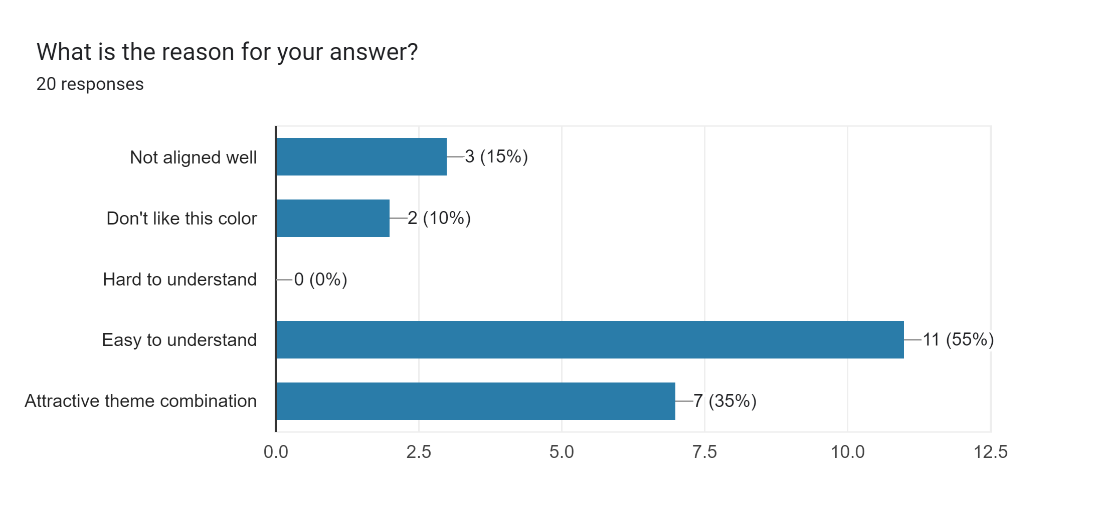 What is the reason for your answer?
20 responses
Not aligned well 3 (15%)
Don't like this color 2 (10%)
Hard to understand 0 (0%)
Easy to understand 11 (55%)
Attractive theme combination 7 (35%)
0.0 2.5 5.0 7.5 10.0 12.5